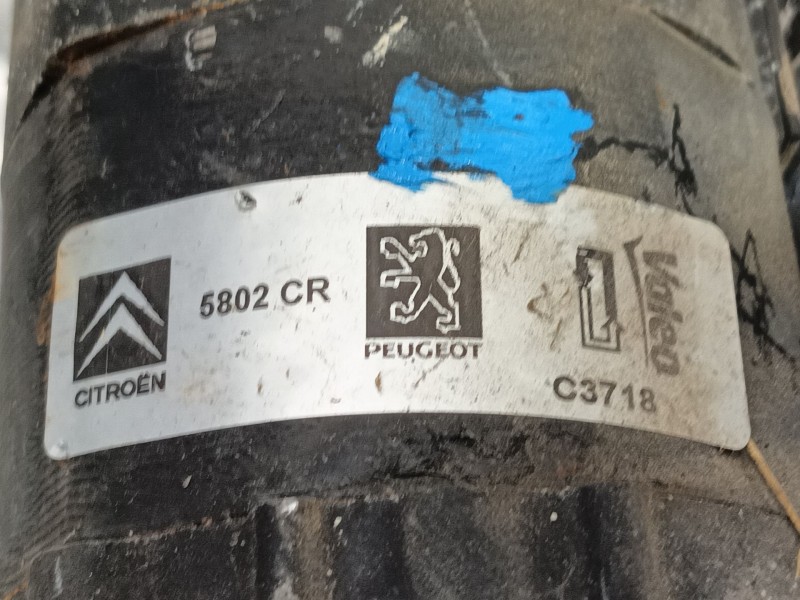 CITROËN
5802 CR
PEUGEOT
Valeo
C3718